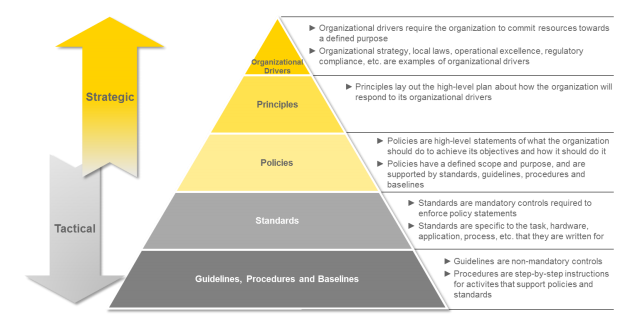 ► Organizational drivers require the organization to commit resources towards
a defined purpose
► Organizational strategy, local laws, operational excellence, regulatory
compliance, etc. are examples of organizational drivers
Organizational
Drivers
► Principles lay out the high-level plan about how the organization will
respond to its organizational drivers
Strategic
Principles
► Policies are high-level statements of what the organization
should do to achieve its objectives and how it should do it
► Policies have a defined scope and purpose, and are
supported by standards, guidelines, procedures and
baselines
Policies
► Standards are mandatory controls required to
enforce policy statements
► Standards are specific to the task, hardware,
application, process, etc. that they are written for
Standards
Tactical
► Guidelines are non-mandatory controls
► Procedures are step-by-step instructions
for activites that support policies and
standards
Guidelines, Procedures and Baselines